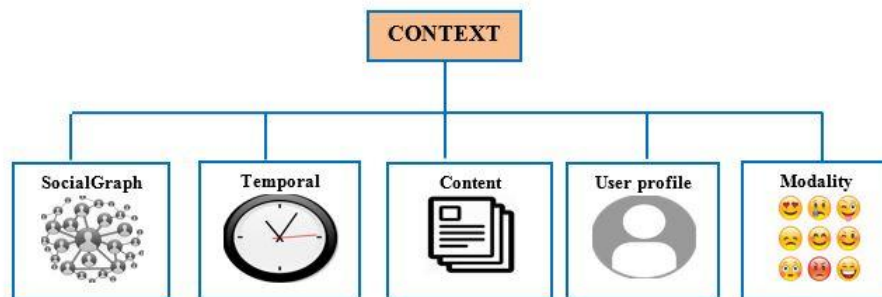 CONTEXT
SocialGraph
Temporal
Content
User profile
Modality